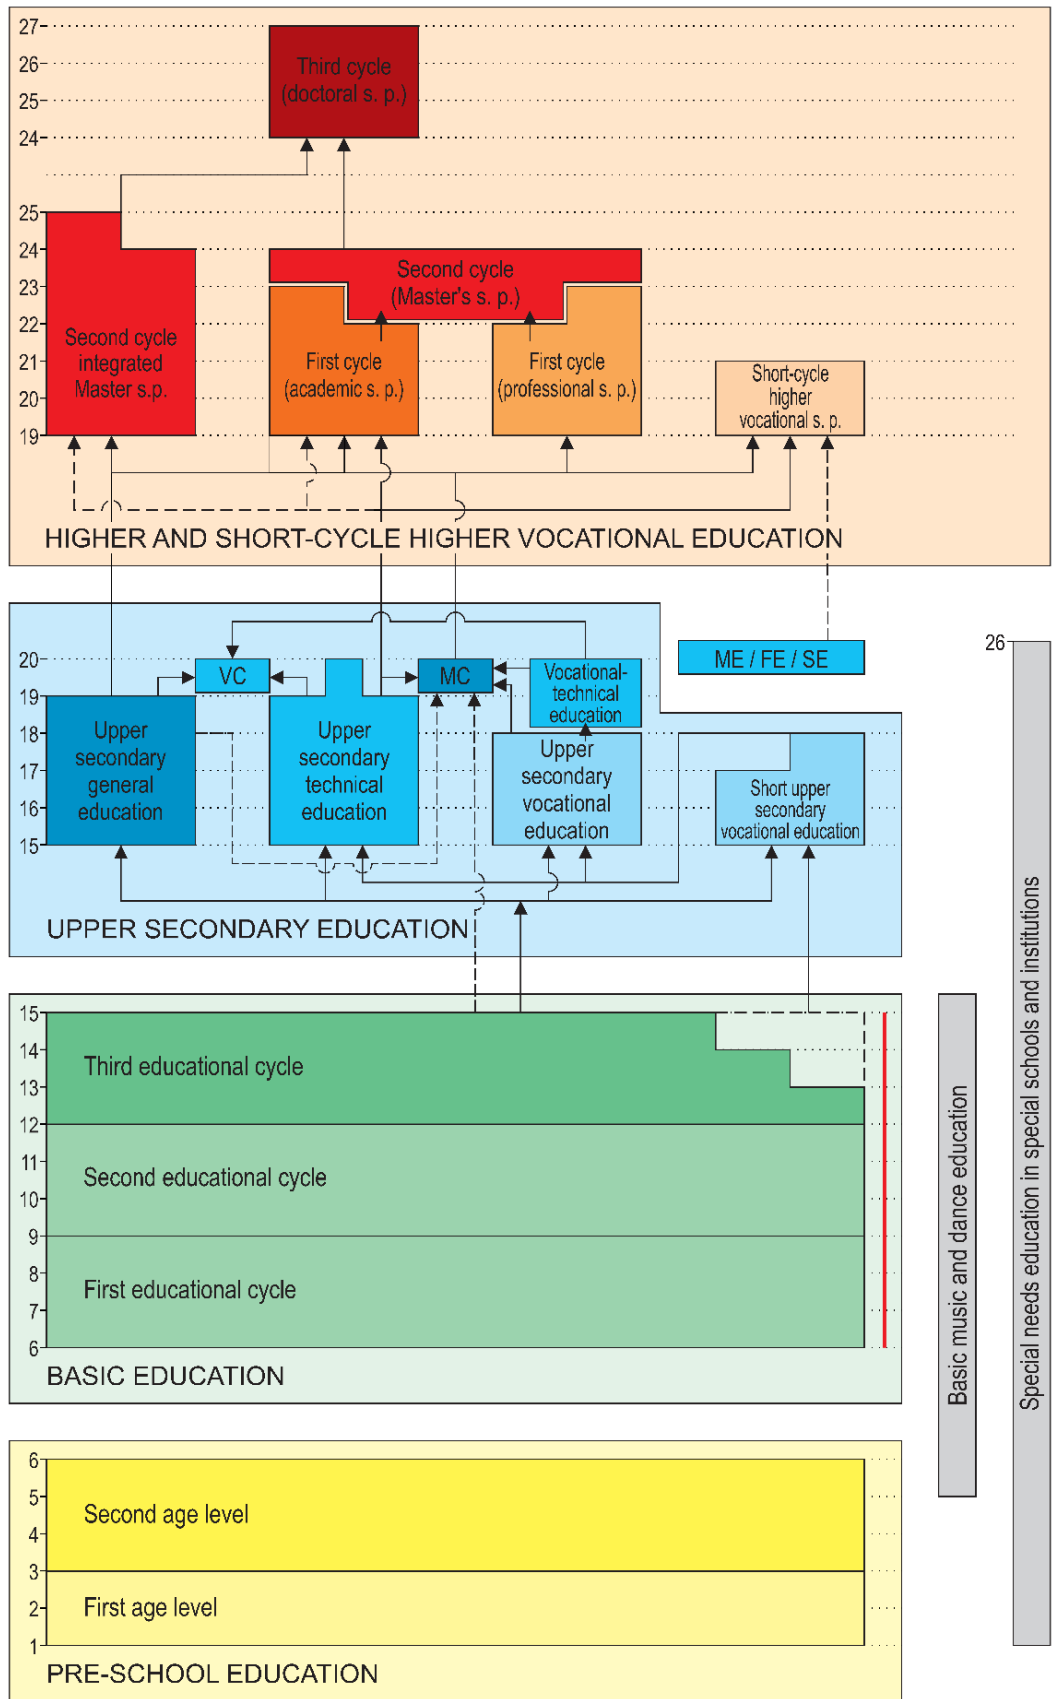 27
26
25
24
Third cycle
(doctoral s. p.)
25
24
23
22
21
20
19
Second cycle
integrated
Master s.p.
Second cycle
(Master's s. p.)
First cycle
(academic s. p.)
First cycle
(professional s. p.)
Short-cycle
higher
vocational s. p.
HIGHER AND SHORT-CYCLE HIGHER VOCATIONAL EDUCATION
20
19
18
17
16
15
VC
MC
Vocational-
technical
education
ME / FE / SE
Upper
secondary
general
education
Upper
secondary
technical
education
Upper
secondary
vocational
education
Short upper
secondary
vocational education
UPPER SECONDARY EDUCATION
15
14
13
12
11
10
9
8
7
6
Third educational cycle
Second educational cycle
First educational cycle
BASIC EDUCATION
6
5
4
3
2
1
Second age level
First age level
PRE-SCHOOL EDUCATION
Basic music and dance education
26
Special needs education in special schools and institutions